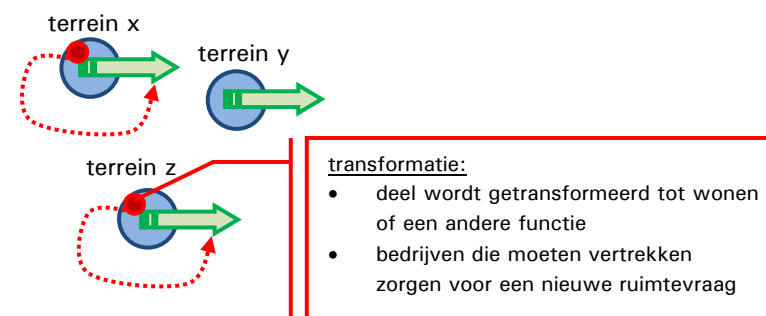 terrein x
terrein y
terrein z
transformatie:
• deel wordt getransformeerd tot wonen
of een andere functie
• bedrijven die moeten vertrekken
zorgen voor een nieuwe ruimtevraag